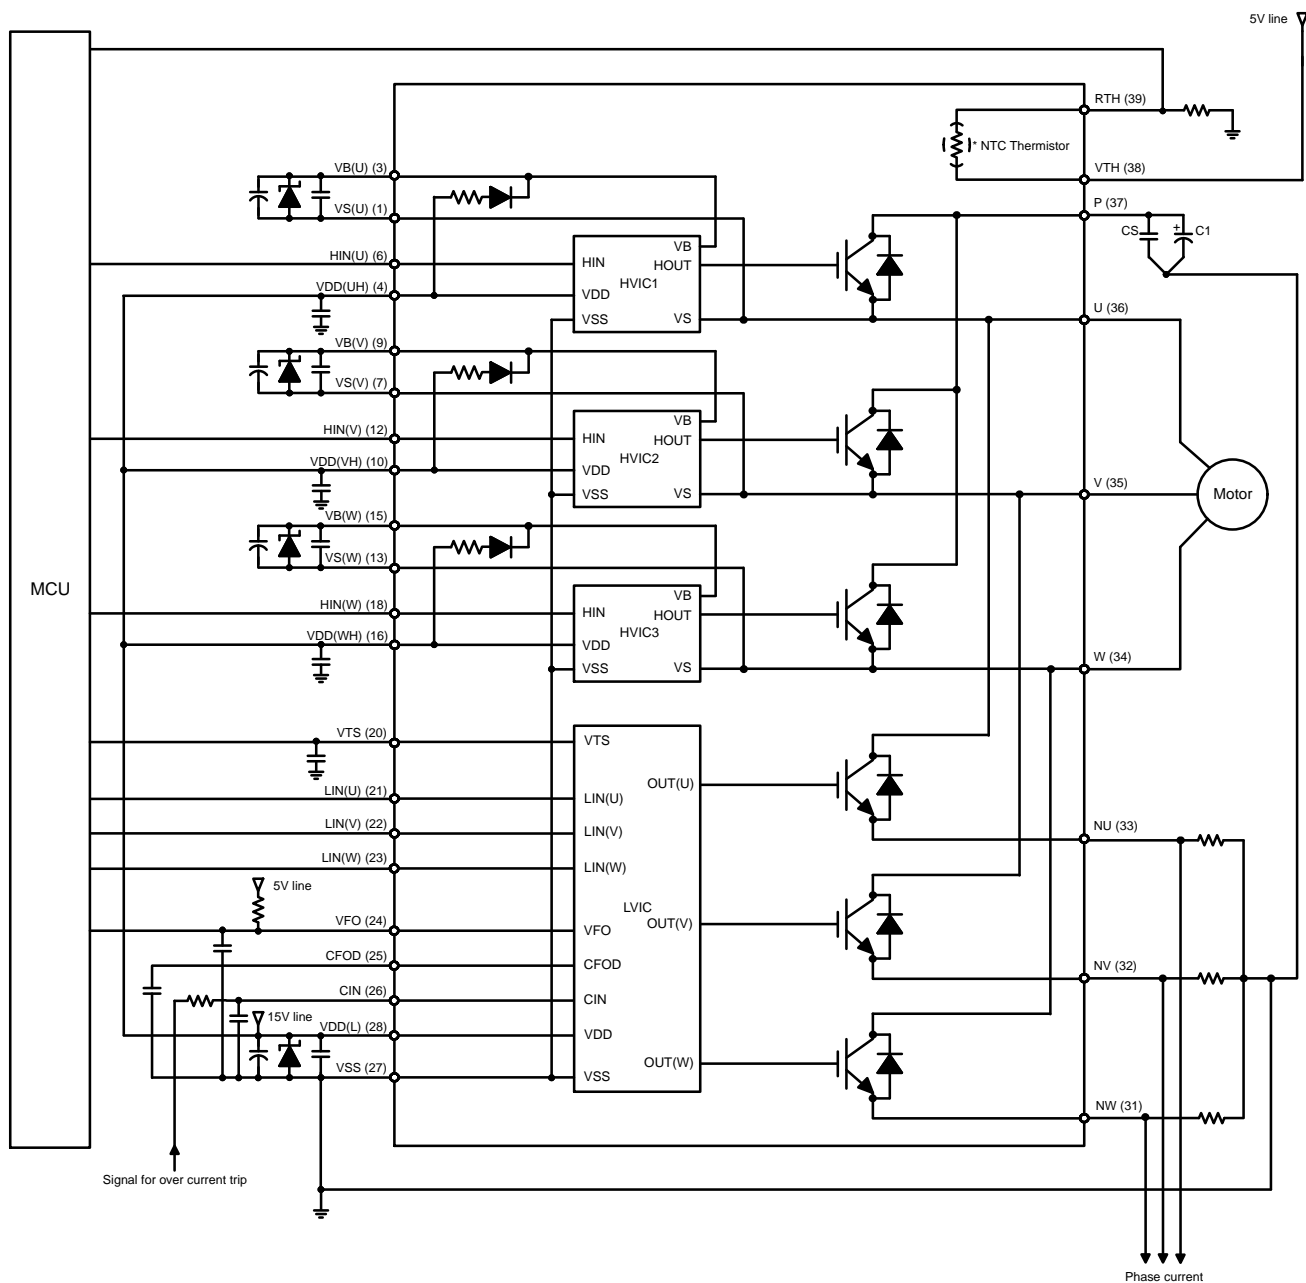 5V line
RTH (39)
* NTC Thermistor
VTH (38)
VB(U) (3)
VS(U) (1)
P (37)
CS
+
C1
VB
HIN(U) (6)
HIN
HOUT
HVIC1
VDD(UH) (4)
VDD
VSS
VS
U (36)
VB(V) (9)
VS(V) (7)
VB
HIN(V) (12)
HIN
HOUT
HVIC2
VDD(VH) (10)
VDD
VSS
VS
V (35)
Motor
VB(W) (15)
VS(W) (13)
MCU
VB
HIN(W) (18)
HIN
HOUT
HVIC3
VDD(WH) (16)
VDD
VSS
VS
W (34)
VTS (20)
VTS
OUT(U)
LIN(U) (21)
LIN(U)
LIN(V) (22)
LIN(V)
NU (33)
LIN(W) (23)
LIN(W)
5V line
LVIC
VFO (24)
VFO
OUT(V)
CFOD (25)
CFOD
NV (32)
CIN (26)
CIN
15V line
VDD(L) (28)
VDD
OUT(W)
VSS (27)
VSS
NW (31)
Signal for over current trip
Phase current